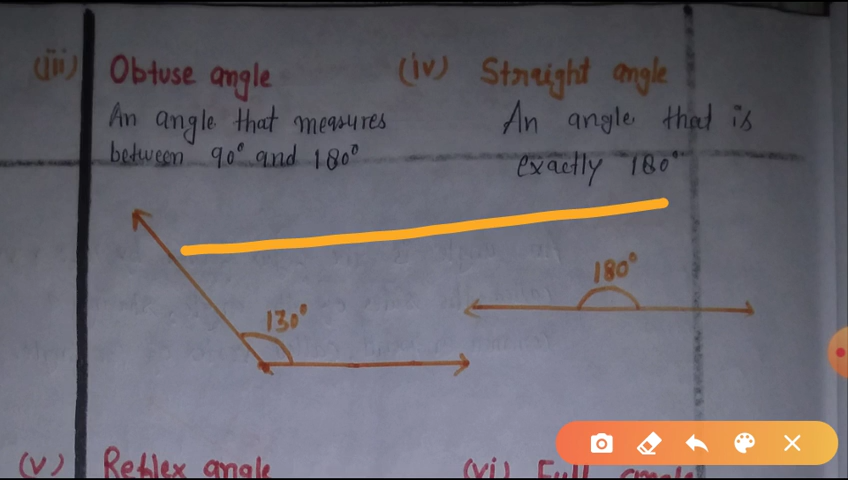 (iii) Obtuse angle
An angle that measures
between 90° and 180°
130°
(iv) Straight angle
An angle that is
exactly 180°
180°
(v) Reflex angle
(vi) Full angle